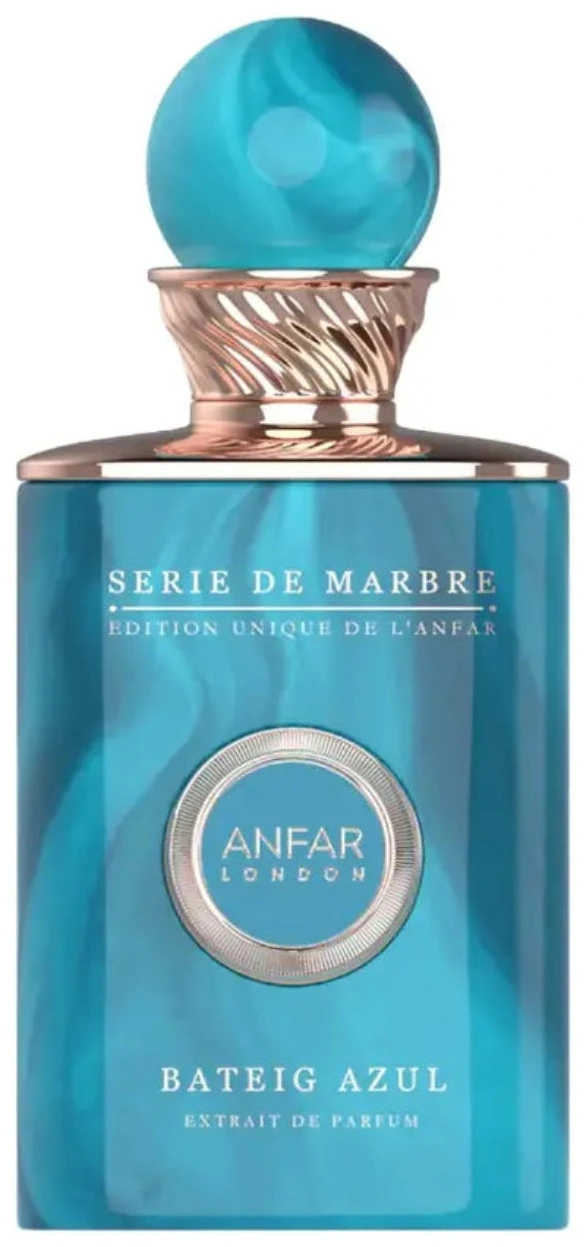 SERIE DE MARBRE
EDITION UNIQUE DE L'ANFAR
ANFAR
LONDON
BATEIG AZUL
EXTRAIT DE PARFUM